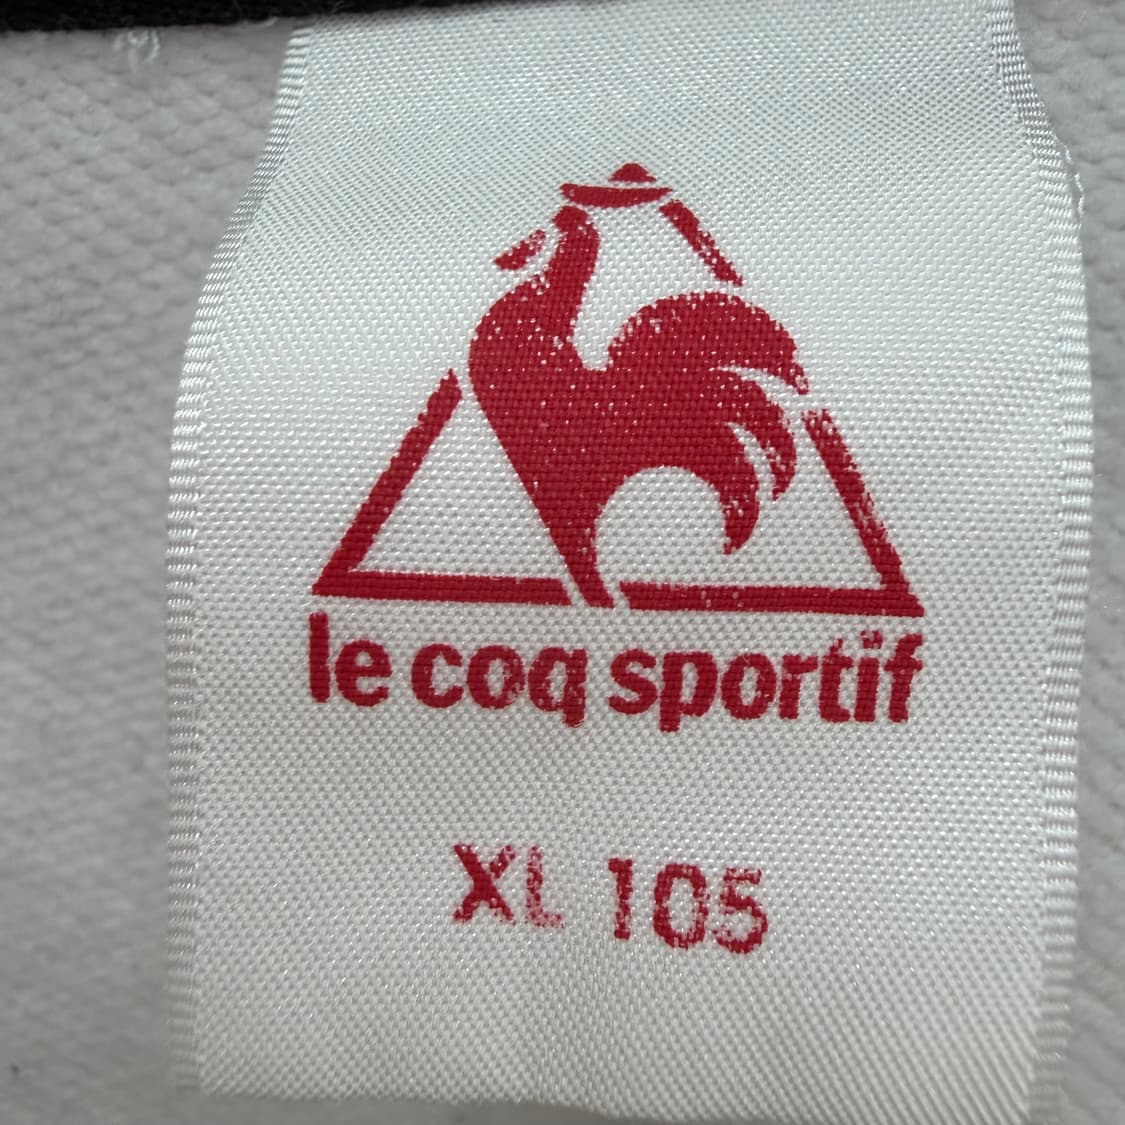 le coq sportif
XL 105